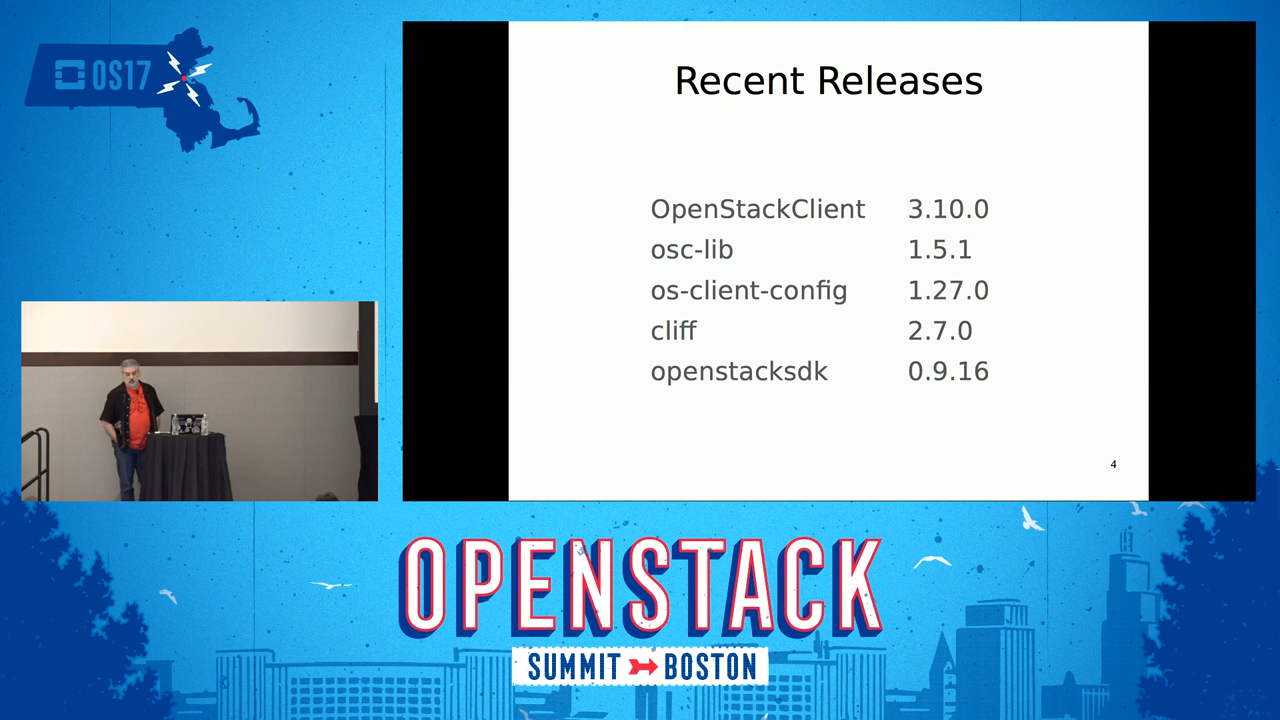 OS17
Recent Releases
OpenStackClient 3.10.0
osc-lib 1.5.1
os-client-config 1.27.0
cliff 2.7.0
openstacksdk 0.9.16
4
OPENSTACK
SUMMIT BOSTON